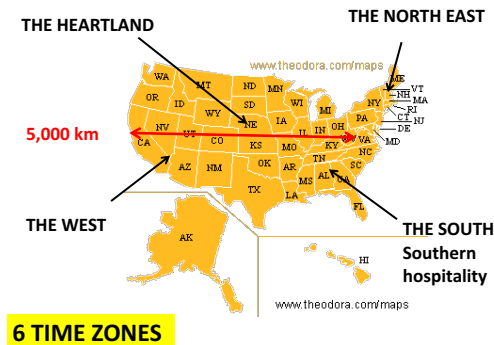 THE HEARTLAND
THE NORTH EAST
www.theodora.com/maps
WA
MT
ND
MN
ME
VT
NH
MA
RI
CT
NJ
DE
MD
OR
ID
WY
SD
WI
MI
NY
PA
NE
IA
NV
UT
CO
KS
IL
IN
OH
WV
VA
5,000 km
CA
MO
KY
NC
AZ
NM
OK
AR
TN
SC
TX
LA
MS
AL
GA
FL
THE WEST
THE SOUTH
Southern
hospitality
AK
HI
www.theodora.com/maps
6 TIME ZONES